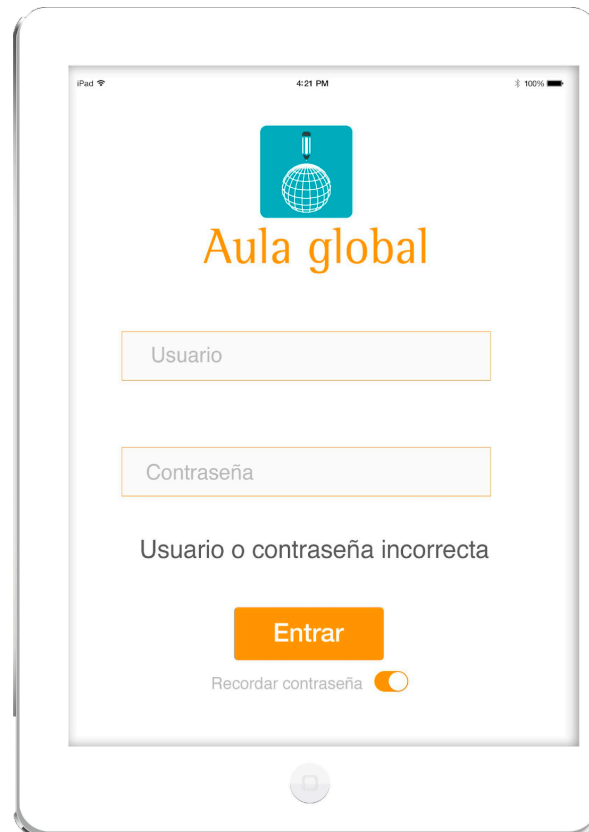 iPad 4:21 PM 100%
Aula global
Usuario
Contraseña
Usuario o contraseña incorrecta
Entrar
Recordar contraseña